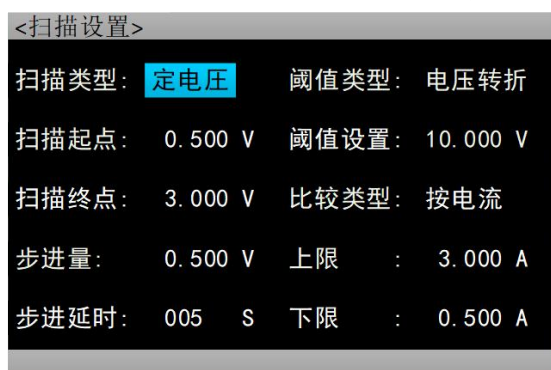 <扫描设置>
扫描类型: 定电压 阈值类型: 电压转折
扫描起点: 0.500 V 阈值设置: 10.000 V
扫描终点: 3.000 V 比较类型: 按电流
步进量: 0.500 V 上限 : 3.000 A
步进延时: 005 S 下限 : 0.500 A